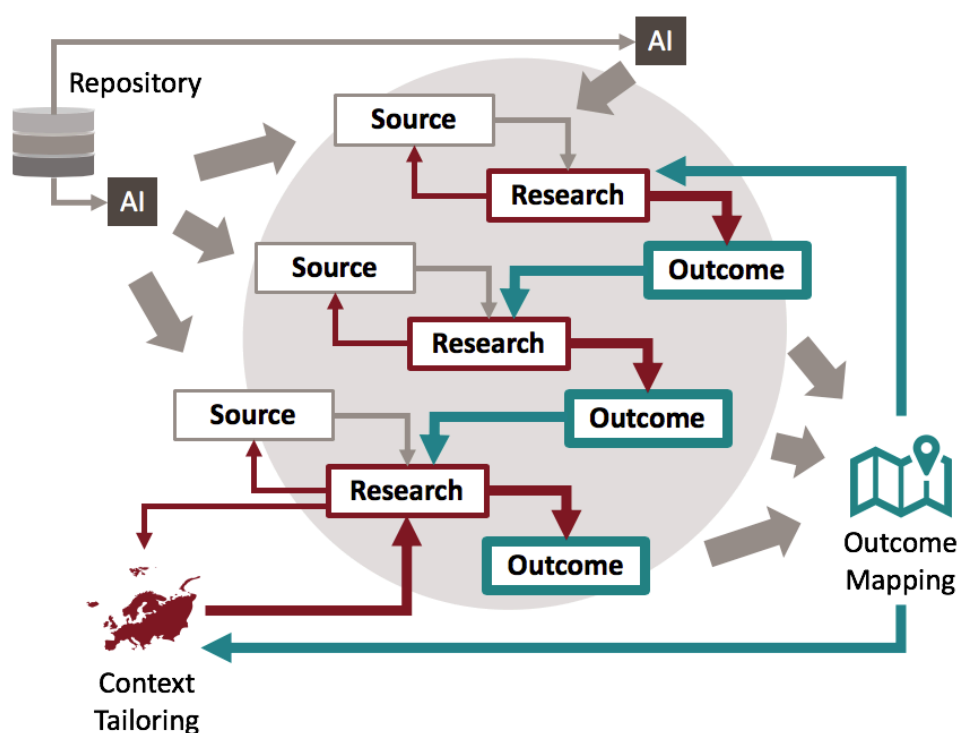 AI
Repository
Source
Research
AI
Source
Outcome
Research
Source
Outcome
Research
Outcome
Outcome
Mapping
Context
Tailoring